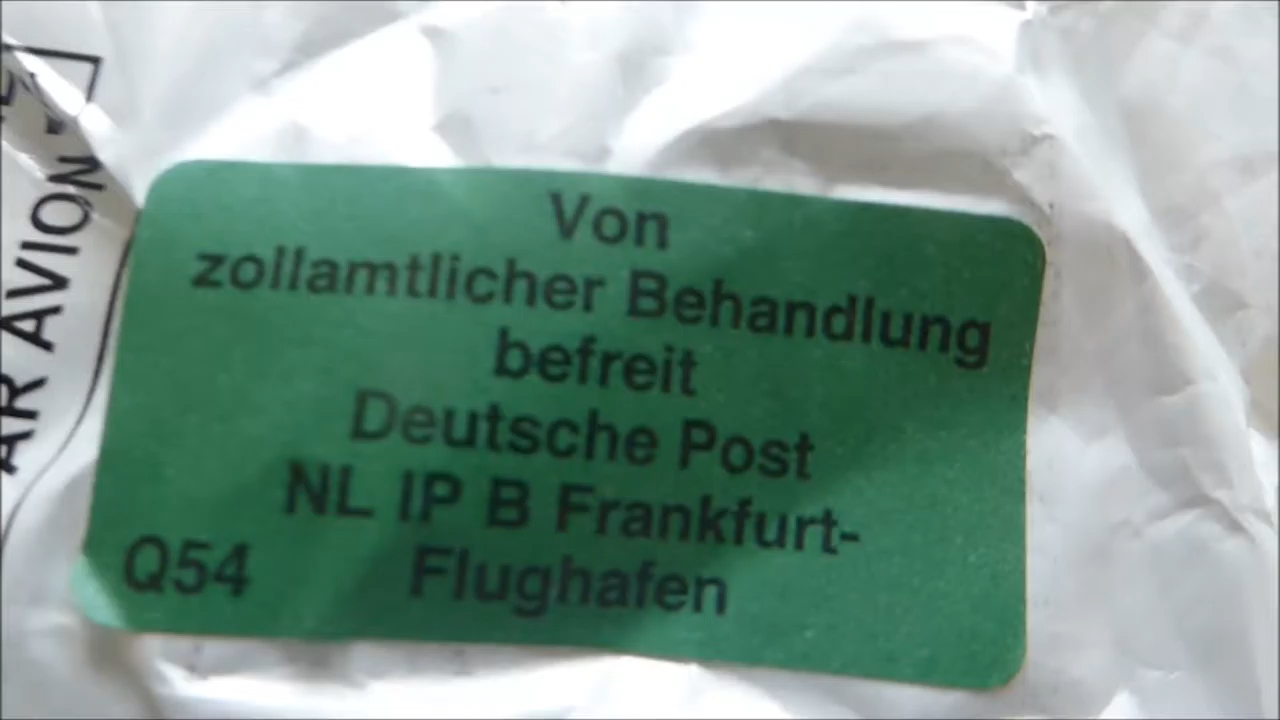 AR AVION
Von
zollamtlicher Behandlung
befreit
Deutsche Post
NL IP B Frankfurt-
Q54 Flughafen